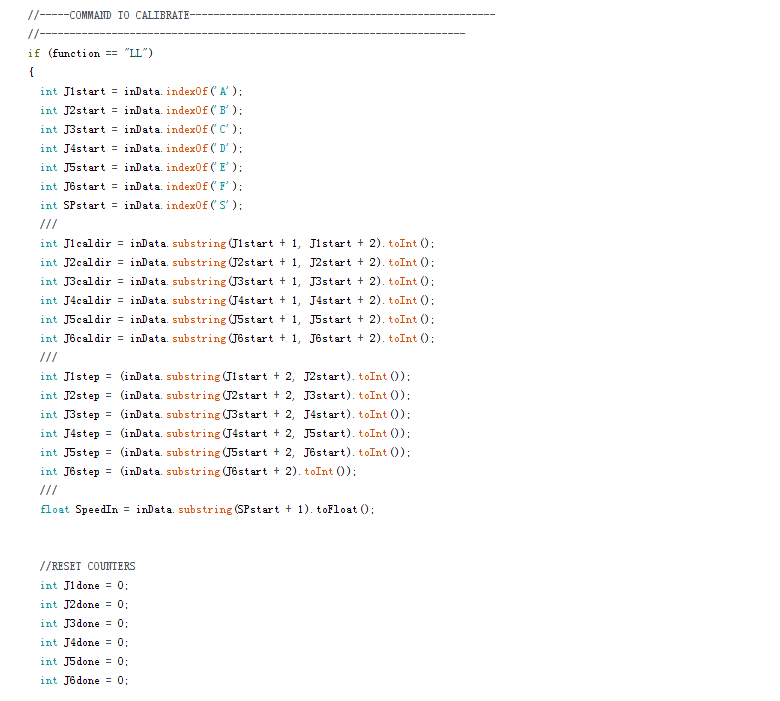 //-----COMMAND TO CALIBRATE---------------------------------------------------
//-----------------------------------------------------------------------
if (function == "LL")
{
int J1start = inData.indexOf('A');
int J2start = inData.indexOf('B');
int J3start = inData.indexOf('C');
int J4start = inData.indexOf('D');
int J5start = inData.indexOf('E');
int J6start = inData.indexOf('F');
int SPstart = inData.indexOf('S');
///
int J1caldir = inData.substring(J1start + 1, J1start + 2).toInt();
int J2caldir = inData.substring(J2start + 1, J2start + 2).toInt();
int J3caldir = inData.substring(J3start + 1, J3start + 2).toInt();
int J4caldir = inData.substring(J4start + 1, J4start + 2).toInt();
int J5caldir = inData.substring(J5start + 1, J5start + 2).toInt();
int J6caldir = inData.substring(J6start + 1, J6start + 2).toInt();
///
int J1step = (inData.substring(J1start + 2, J2start).toInt());
int J2step = (inData.substring(J2start + 2, J3start).toInt());
int J3step = (inData.substring(J3start + 2, J4start).toInt());
int J4step = (inData.substring(J4start + 2, J5start).toInt());
int J5step = (inData.substring(J5start + 2, J6start).toInt());
int J6step = (inData.substring(J6start + 2).toInt());
///
float SpeedIn = inData.substring(SPstart + 1).toFloat();
//RESET COUNTERS
int J1done = 0;
int J2done = 0;
int J3done = 0;
int J4done = 0;
int J5done = 0;
int J6done = 0;